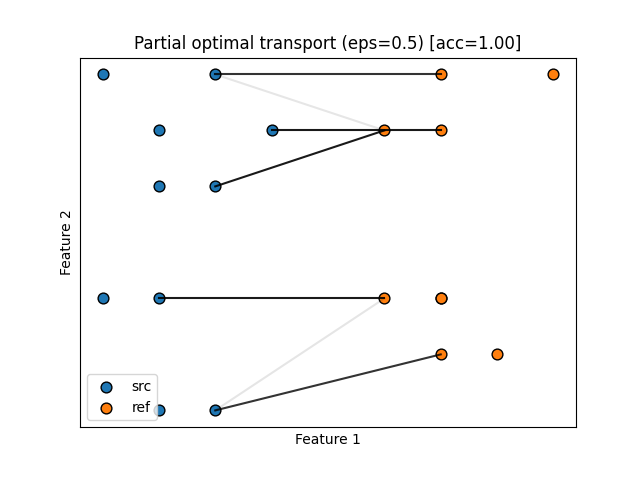 Partial optimal transport (eps=0.5) [acc=1.00]
Feature 2
src
ref
Feature 1